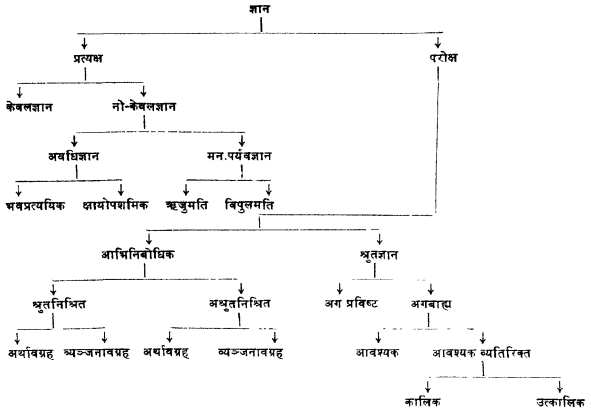 ज्ञान
प्रत्यक्ष परोक्ष
केवलज्ञान नो-केवलज्ञान
अवधिज्ञान मन.पर्यवज्ञान
भवप्रत्ययिक क्षायोपशमिक ऋजुमति विपुलमति
आभिनिबोधिक श्रुतज्ञान
श्रुतनिश्रित अश्रुतनिश्रित अग प्रविष्ट अगबाह्य
अर्थावग्रह व्यञ्जनावग्रह अर्थावग्रह व्यञ्जनावग्रह आवश्यक आवश्यक व्यतिरिक्त
कालिक उत्कालिक